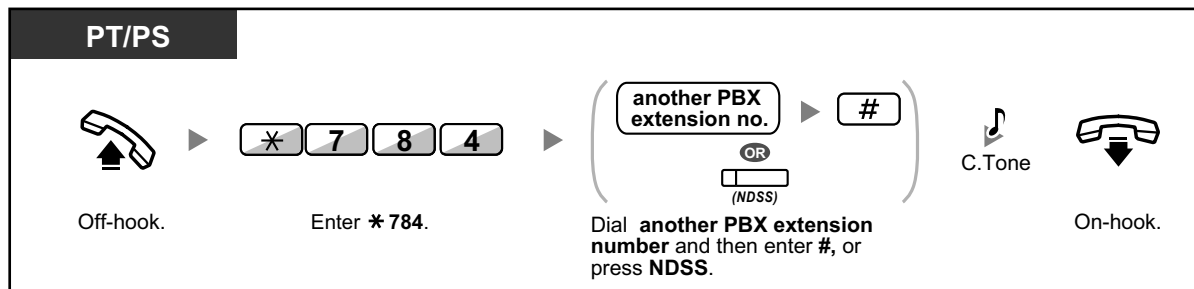 PT/PS
* 7 8 4
another PBX
extension no.
#
OR
(NDSS)
C.Tone
Off-hook.
Enter * 784.
Dial another PBX extension
number and then enter #, or
press NDSS.
On-hook.